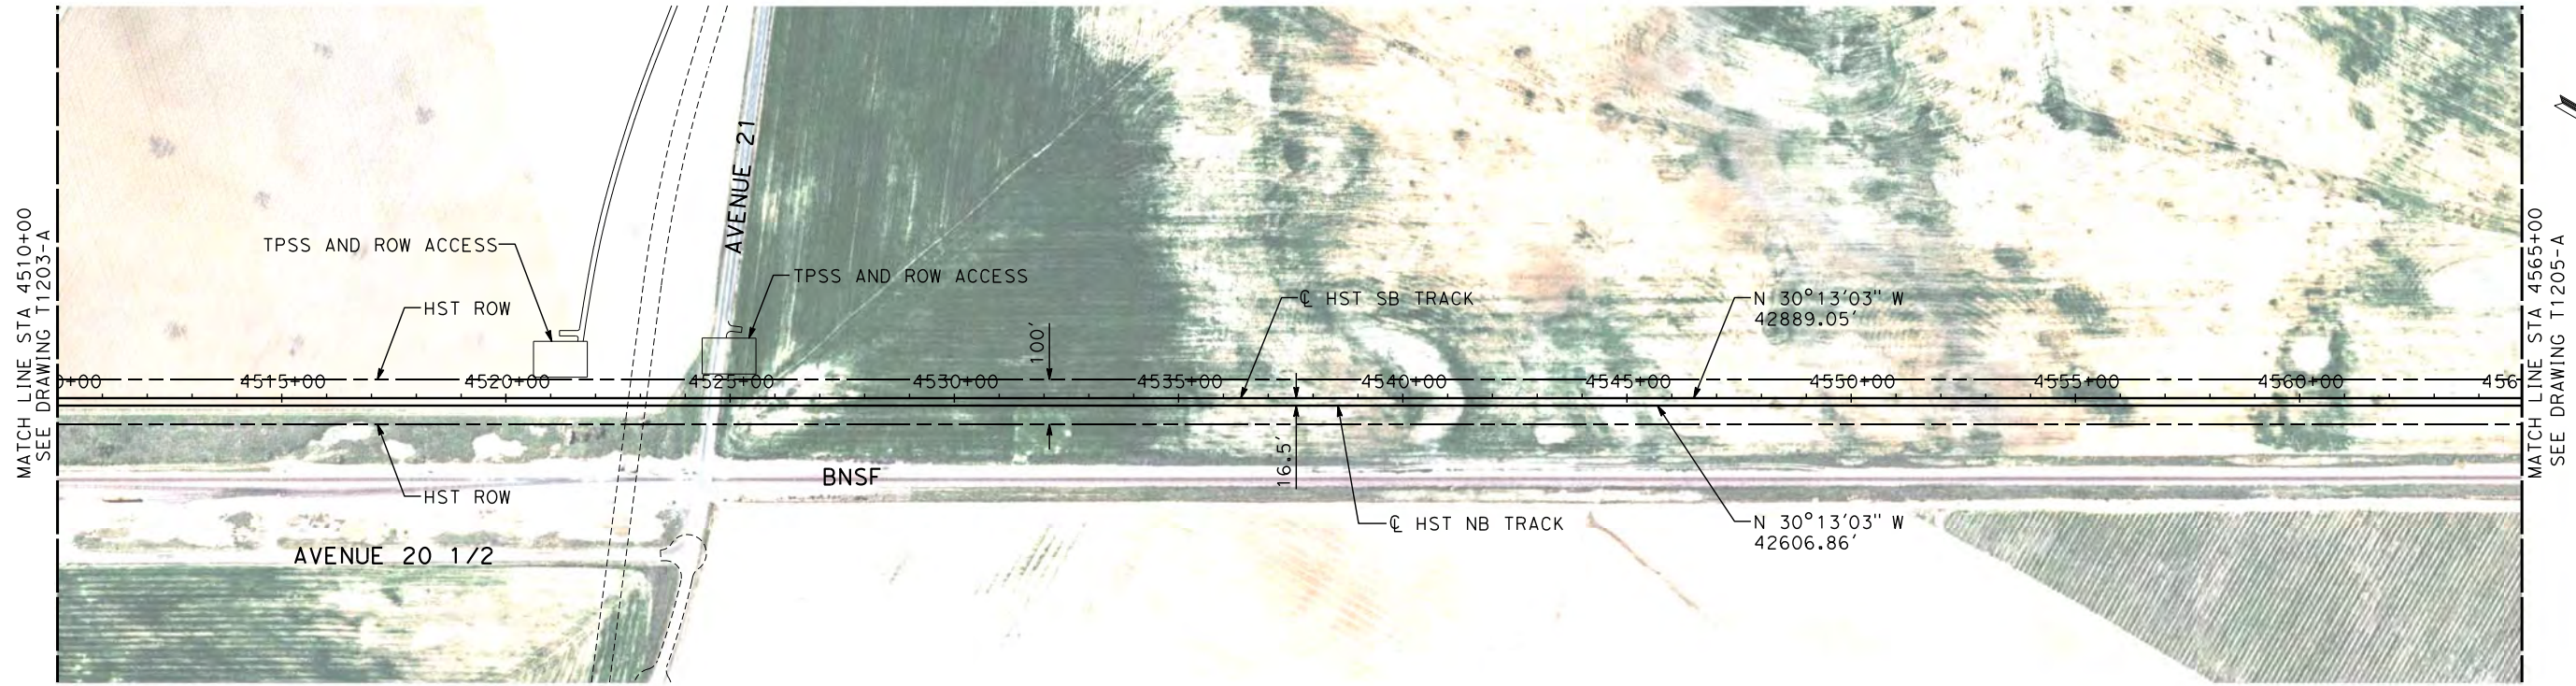 MATCH LINE STA 4510+00
SEE DRAWING T1203-A
AVENUE 21
TPSS AND ROW ACCESS
TPSS AND ROW ACCESS
HST ROW
100'
℄ HST SB TRACK
N 30°13'03" W
42889.05'
0+00
4515+00
4520+00
4525+00
4530+00
4535+00
4540+00
4545+00
4550+00
4555+00
4560+00
456
16.5'
BNSF
HST ROW
℄ HST NB TRACK
N 30°13'03" W
42606.86'
AVENUE 20 1/2
MATCH LINE STA 4565+00
SEE DRAWING T1205-A